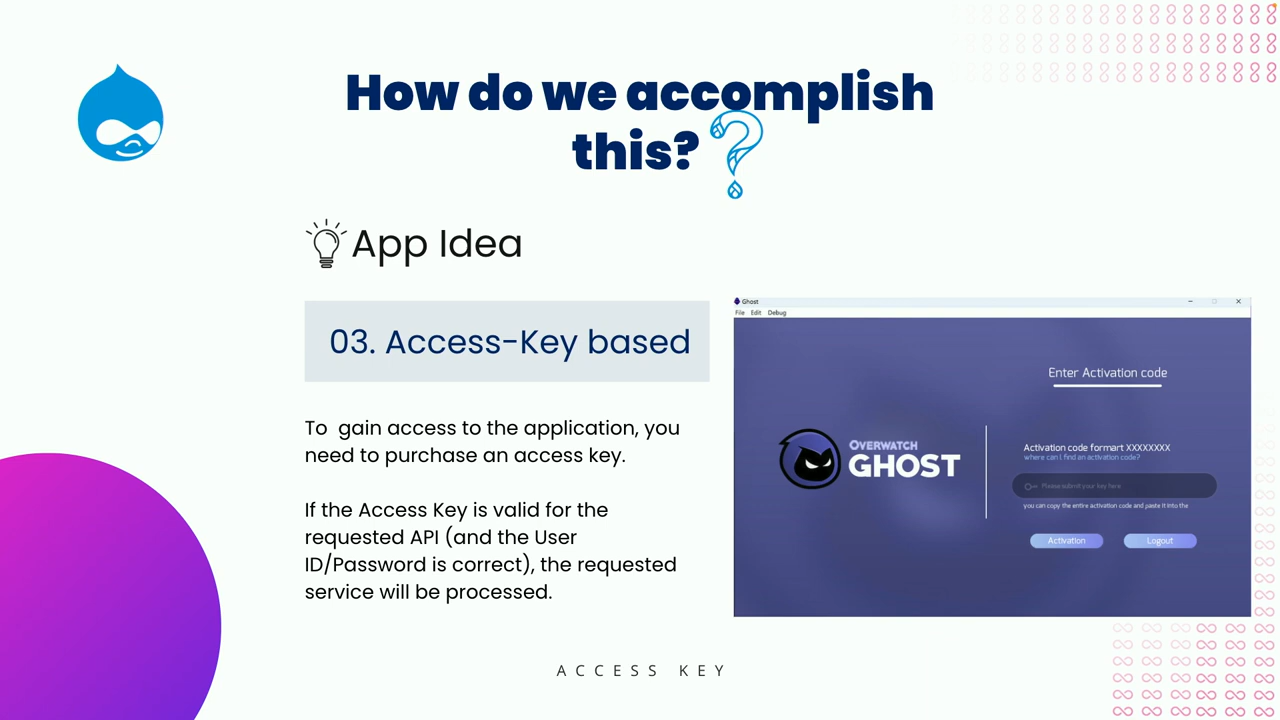 How do we accomplish
this?
App Idea
03. Access-Key based
To gain access to the application, you
need to purchase an access key.
If the Access Key is valid for the
requested API (and the User
ID/Password is correct), the requested
service will be processed.
Ghost
File Edit Debug
Enter Activation code
OVERWATCH
GHOST
Activation code formart XXXXXXXX
where can I find an activation code?
Please submit your key here
you can copy the entire activation code and paste it into the
Activation Logout
ACCESS KEY